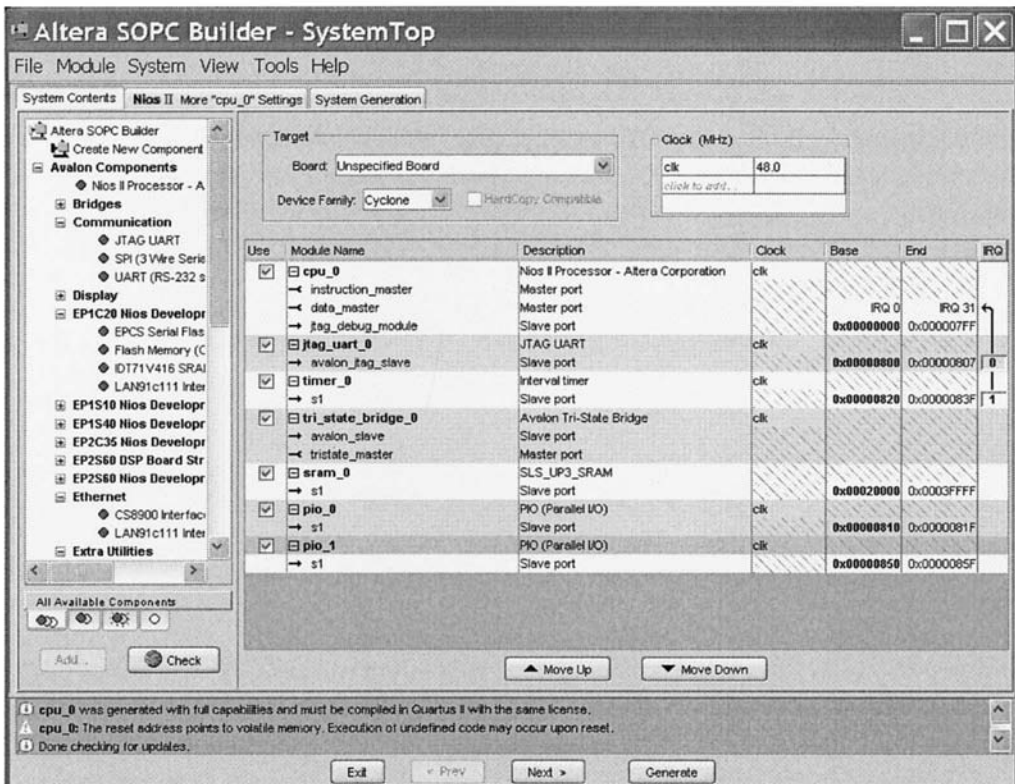 Altera SOPC Builder - SystemTop
File Module System View Tools Help
System Contents Nios II More "cpu_0" Settings System Generation
Altera SOPC Builder
Create New Component
Avalon Components
Nios II Processor - A
Bridges
Communication
JTAG UART
SPI (3 Wire Serie
UART (RS-232 s
Display
EP1C20 Nios Developr
EPCS Serial Flas
Flash Memory (C
IDT71V416 SRAI
LAN91c111 Inter
EP1S10 Nios Developr
EP1S40 Nios Developr
EP2C35 Nios Developr
EP2S60 DSP Board Str
EP2S60 Nios Developr
Ethernet
CS8900 Interfac
LAN91c111 Inter
Extra Utilities
All Available Components
Add...
Check
Target
Board: Unspecified Board
Device Family: Cyclone HardCopy Compatible
Clock (MHz)
clk 48.0
click to add...
Use Module Name Description Clock Base End IRQ
cpu_0 Nios II Processor - Altera Corporation clk
instruction_master Master port
data_master Master port IRQ 0 IRQ 31
jtag_debug_module Slave port 0x00000000 0x000007FF
jtag_uart_0 JTAG UART clk
avalon_jtag_slave Slave port 0x00000800 0x00000807 0
timer_0 Interval timer clk
s1 Slave port 0x00000820 0x0000083F 1
tri_state_bridge_0 Avalon Tri-State Bridge clk
avalon_slave Slave port
tristate_master Master port
sram_0 SLS_UP3_SRAM
s1 Slave port 0x00020000 0x0003FFFF
pio_0 PIO (Parallel I/O) clk
s1 Slave port 0x00000810 0x0000081F
pio_1 PIO (Parallel I/O) clk
s1 Slave port 0x00000850 0x0000085F
Move Up Move Down
cpu_0 was generated with full capabilities and must be compiled in Quartus II with the same license.
cpu_0: The reset address points to volatile memory. Execution of undefined code may occur upon reset.
Done checking for updates.
Exit < Prev Next > Generate